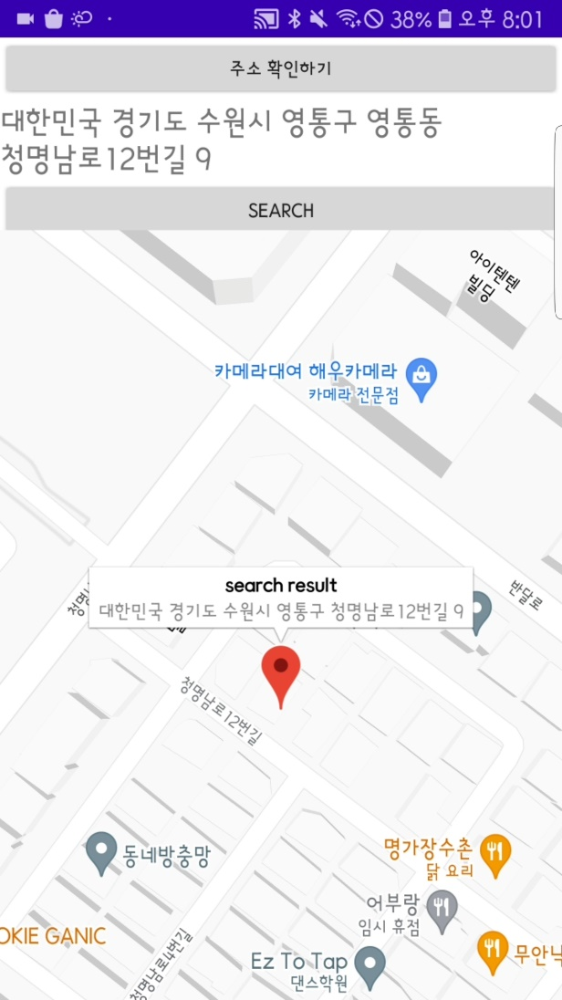 38% 오후 8:01
주소 확인하기
대한민국 경기도 수원시 영통구 영통동
청명남로12번길 9
SEARCH
아이텐텐
빌딩
카메라대여 해우카메라
카메라 전문점
search result
대한민국 경기도 수원시 영통구 청명남로12번길 9
반달로
청명남로12번길
동네방충망
명가장수촌
닭 요리
어부랑
임시 휴점
OKIE GANIC
무안낙
Ez To Tap
댄스학원
청명남로4번길